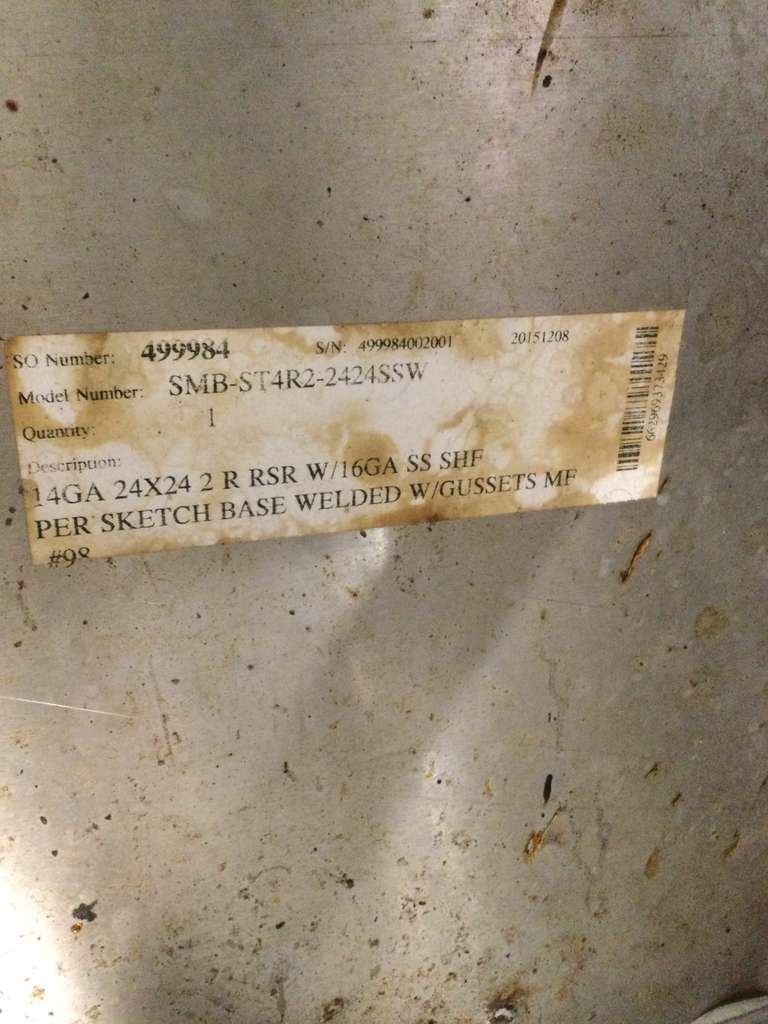 SO Number: 499984 S/N: 499984002001 20151208
Model Number: SMB-ST4R2-2424SSW
Quantity: 1
Description:
14GA 24X24 2 R RSR W/16GA SS SHF
PER SKETCH BASE WELDED W/GUSSETS MF
#98